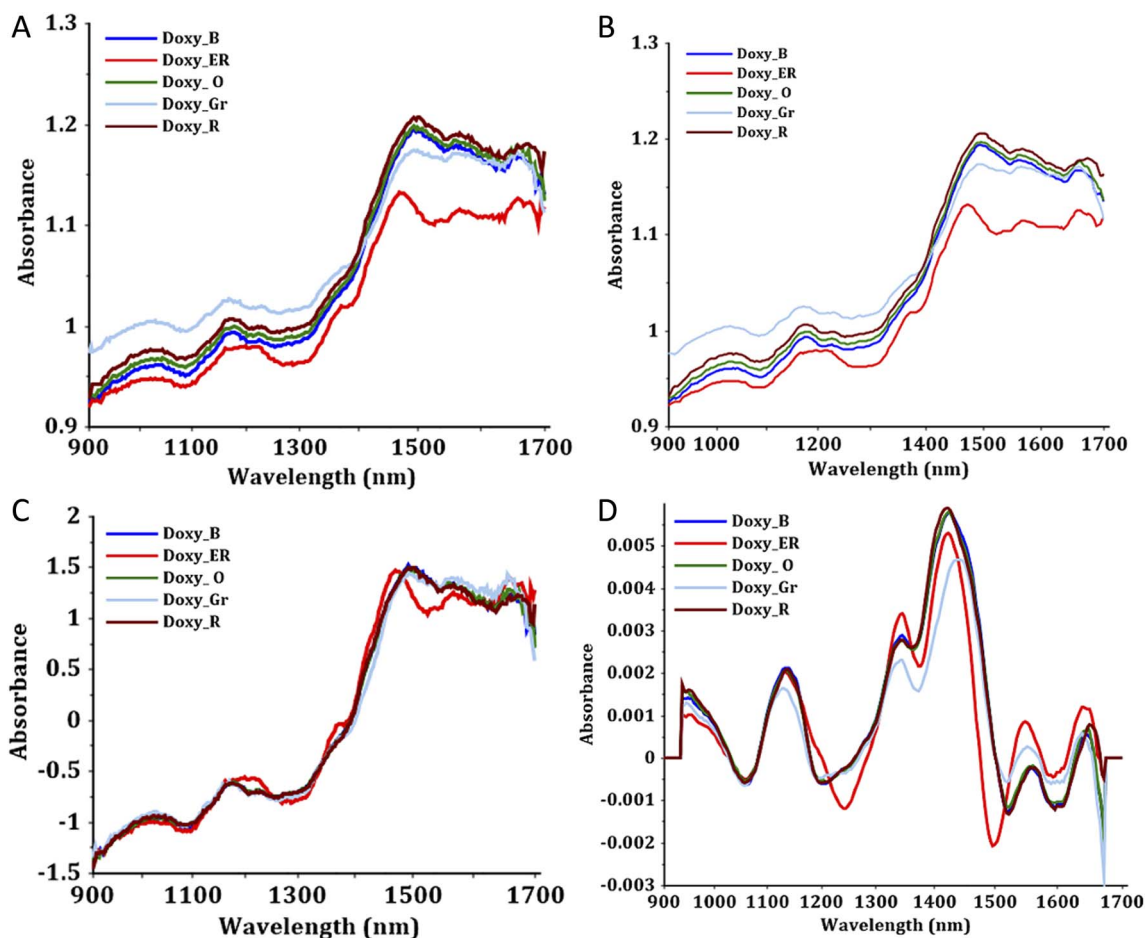 A
1.3
1.2
1.1
1
0.9
Absorbance
Doxy_B
Doxy_ER
Doxy_ O
Doxy_Gr
Doxy_R
900 1100 1300 1500 1700
Wavelength (nm)
B
1.3
1.2
1.1
1
0.9
Absorbance
Doxy_B
Doxy_ER
Doxy_ O
Doxy_Gr
Doxy_R
900 1000 1200 1400 1500 1600 1700
Wavelength (nm)
C
2
1.5
1
0.5
0
-0.5
-1
-1.5
Absorbance
Doxy_B
Doxy_ER
Doxy_ O
Doxy_Gr
Doxy_R
900 1100 1300 1500 1700
Wavelength (nm)
D
0.005
0.003
0.002
0.001
0
-0.001
-0.002
-0.003
Absorbance
Doxy_B
Doxy_ER
Doxy_ O
Doxy_Gr
Doxy_R
900 1000 1100 1200 1300 1400 1500 1600 1700
Wavelength (nm)